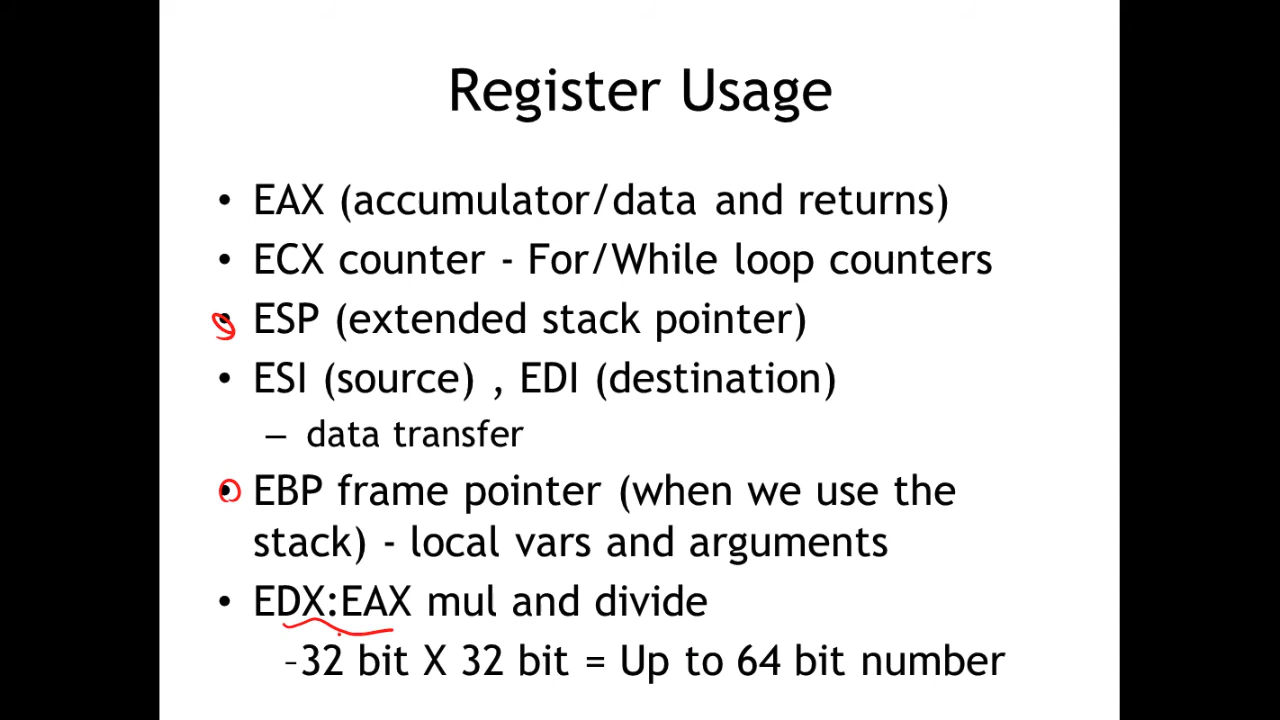 Register Usage
• EAX (accumulator/data and returns)
• ECX counter - For/While loop counters
• ESP (extended stack pointer)
• ESI (source) , EDI (destination)
– data transfer
• EBP frame pointer (when we use the
stack) - local vars and arguments
• EDX:EAX mul and divide
–32 bit X 32 bit = Up to 64 bit number